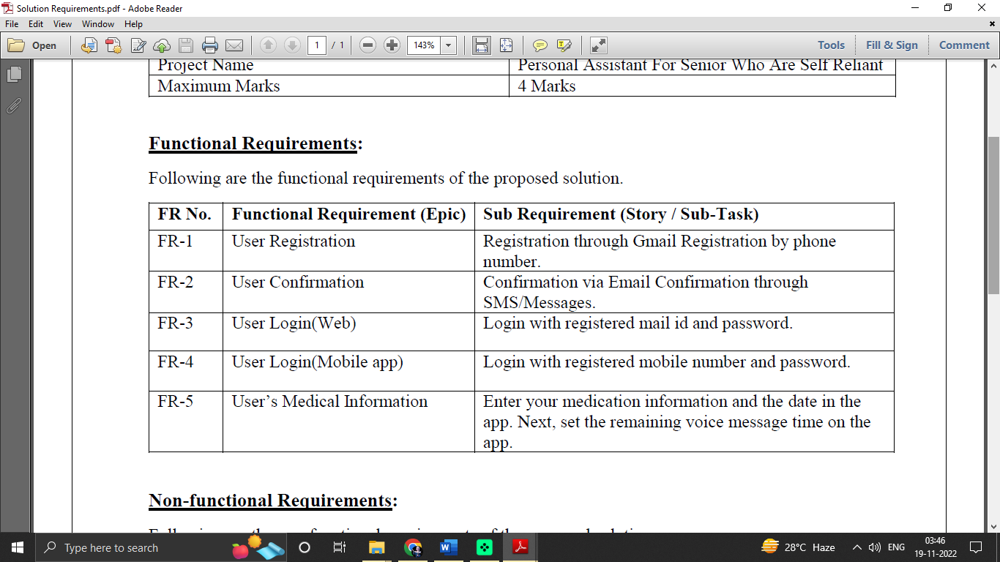 Solution Requirements.pdf - Adobe Reader
File Edit View Window Help
Open 1 / 1 143% Tools Fill & Sign Comment
Project Name Personal Assistant For Senior Who Are Self Reliant
Maximum Marks 4 Marks
Functional Requirements:
Following are the functional requirements of the proposed solution.
FR No. Functional Requirement (Epic) Sub Requirement (Story / Sub-Task)
FR-1 User Registration Registration through Gmail Registration by phone
number.
FR-2 User Confirmation Confirmation via Email Confirmation through
SMS/Messages.
FR-3 User Login(Web) Login with registered mail id and password.
FR-4 User Login(Mobile app) Login with registered mobile number and password.
FR-5 User’s Medical Information Enter your medication information and the date in the
app. Next, set the remaining voice message time on the
app.
Non-functional Requirements:
Type here to search 28°C Haze ENG 03:46
19-11-2022